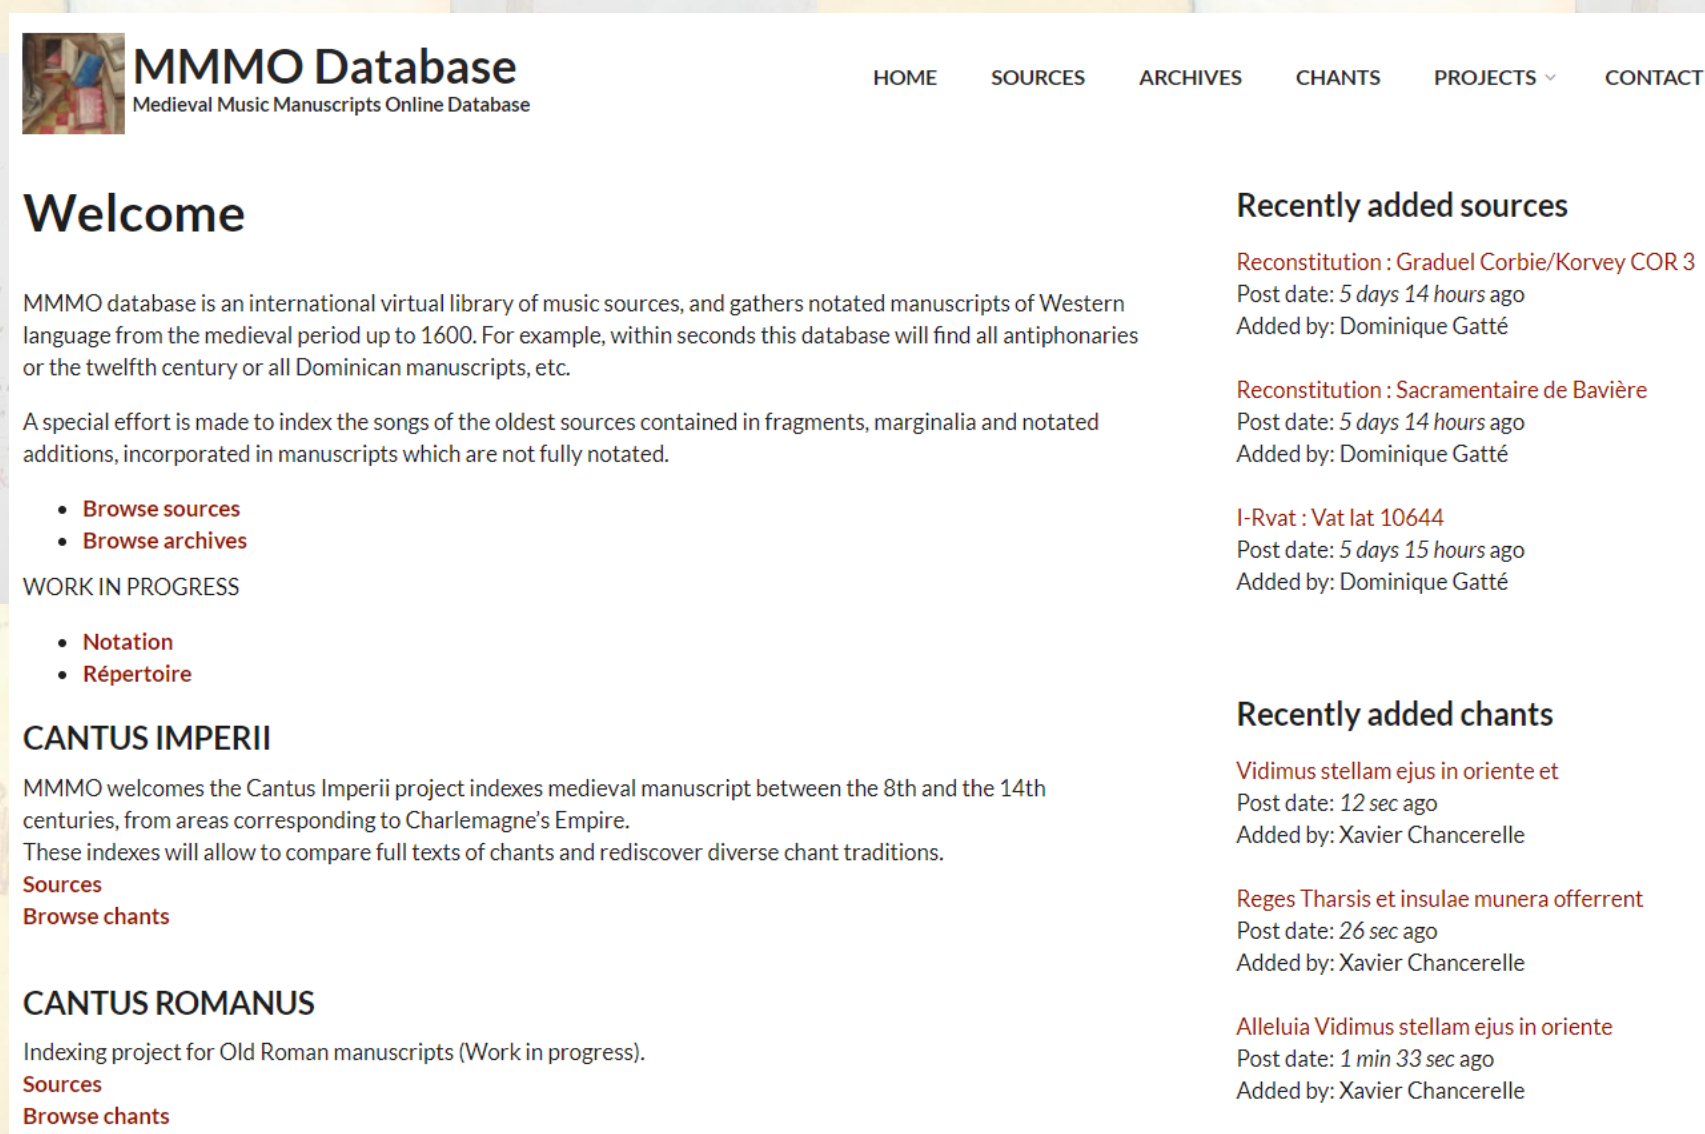 MMMO Database
Medieval Music Manuscripts Online Database
HOME SOURCES ARCHIVES CHANTS PROJECTS CONTACT
Welcome
MMMO database is an international virtual library of music sources, and gathers notated manuscripts of Western
language from the medieval period up to 1600. For example, within seconds this database will find all antiphonaries
or the twelfth century or all Dominican manuscripts, etc.
A special effort is made to index the songs of the oldest sources contained in fragments, marginalia and notated
additions, incorporated in manuscripts which are not fully notated.
• Browse sources
• Browse archives
WORK IN PROGRESS
• Notation
• Répertoire
CANTUS IMPERII
MMMO welcomes the Cantus Imperii project indexes medieval manuscript between the 8th and the 14th
centuries, from areas corresponding to Charlemagne's Empire.
These indexes will allow to compare full texts of chants and rediscover diverse chant traditions.
Sources
Browse chants
CANTUS ROMANUS
Indexing project for Old Roman manuscripts (Work in progress).
Sources
Browse chants
Recently added sources
Reconstitution : Graduel Corbie/Korvey COR 3
Post date: 5 days 14 hours ago
Added by: Dominique Gatté
Reconstitution : Sacramentaire de Bavière
Post date: 5 days 14 hours ago
Added by: Dominique Gatté
I-Rvat : Vat lat 10644
Post date: 5 days 15 hours ago
Added by: Dominique Gatté
Recently added chants
Vidimus stellam ejus in oriente et
Post date: 12 sec ago
Added by: Xavier Chancerelle
Reges Tharsis et insulae munera offerrent
Post date: 26 sec ago
Added by: Xavier Chancerelle
Alleluia Vidimus stellam ejus in oriente
Post date: 1 min 33 sec ago
Added by: Xavier Chancerelle